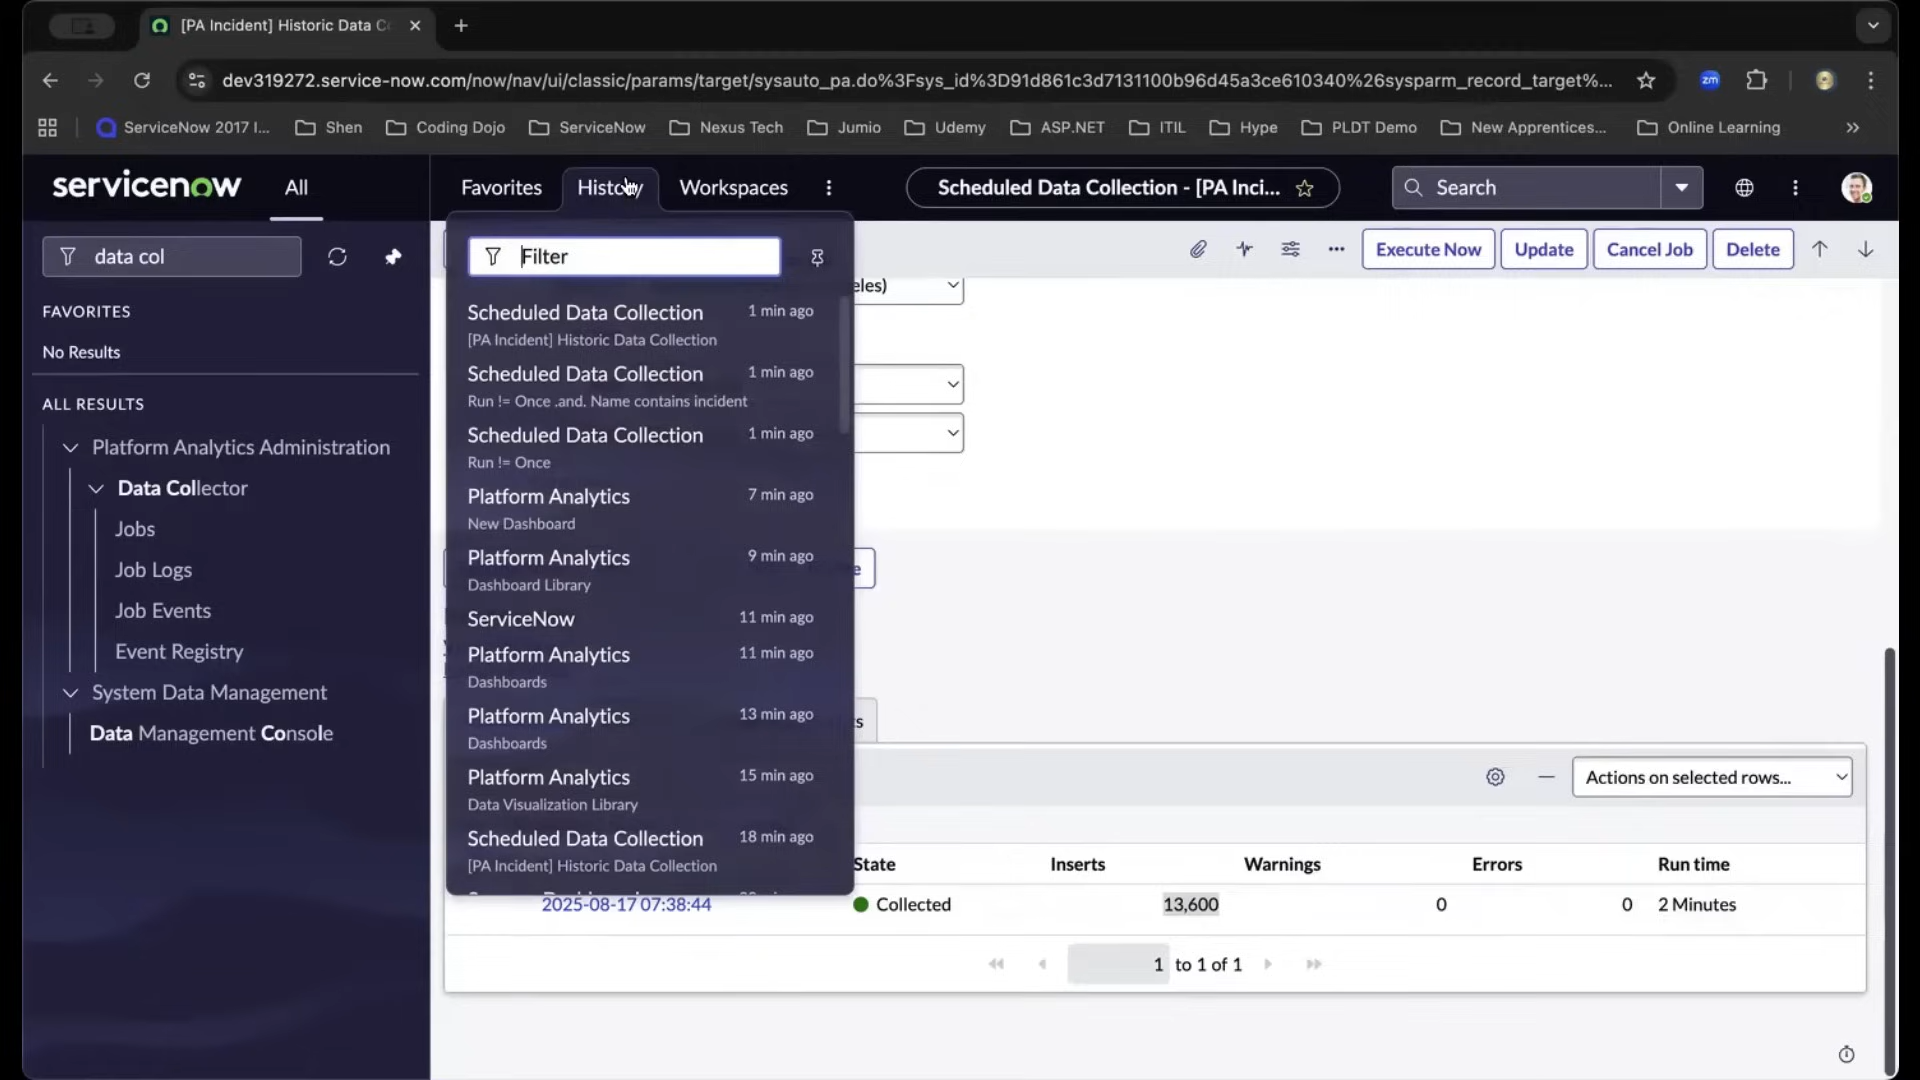 [PA Incident] Historic Data C
dev319272.service-now.com/now/nav/ui/classic/params/target/sysauto_pa.do%3Fsys_id%3D91d861c3d7131100b96d45a3ce610340%26sysparm_record_target%...
zm
ServiceNow 2017 I...
Shen
Coding Dojo
ServiceNow
Nexus Tech
Jumio
Udemy
ASP.NET
ITIL
Hype
PLDT Demo
New Apprentices...
Online Learning
servicenow
All
Favorites
History
Workspaces
Scheduled Data Collection - [PA Inci...
Search
data col
FAVORITES
No Results
ALL RESULTS
Platform Analytics Administration
Data Collector
Jobs
Job Logs
Job Events
Event Registry
System Data Management
Data Management Console
Filter
Scheduled Data Collection 1 min ago
[PA Incident] Historic Data Collection
Scheduled Data Collection 1 min ago
Run != Once .and. Name contains incident
Scheduled Data Collection 1 min ago
Run != Once
Platform Analytics 7 min ago
New Dashboard
Platform Analytics 9 min ago
Dashboard Library
ServiceNow 11 min ago
Platform Analytics 11 min ago
Dashboards
Platform Analytics 13 min ago
Dashboards
Platform Analytics 15 min ago
Data Visualization Library
Scheduled Data Collection 18 min ago
[PA Incident] Historic Data Collection
Execute Now
Update
Cancel Job
Delete
eles)
Actions on selected rows...
State Inserts Warnings Errors Run time
2025-08-17 07:38:44 Collected 13,600 0 0 2 Minutes
1 to 1 of 1